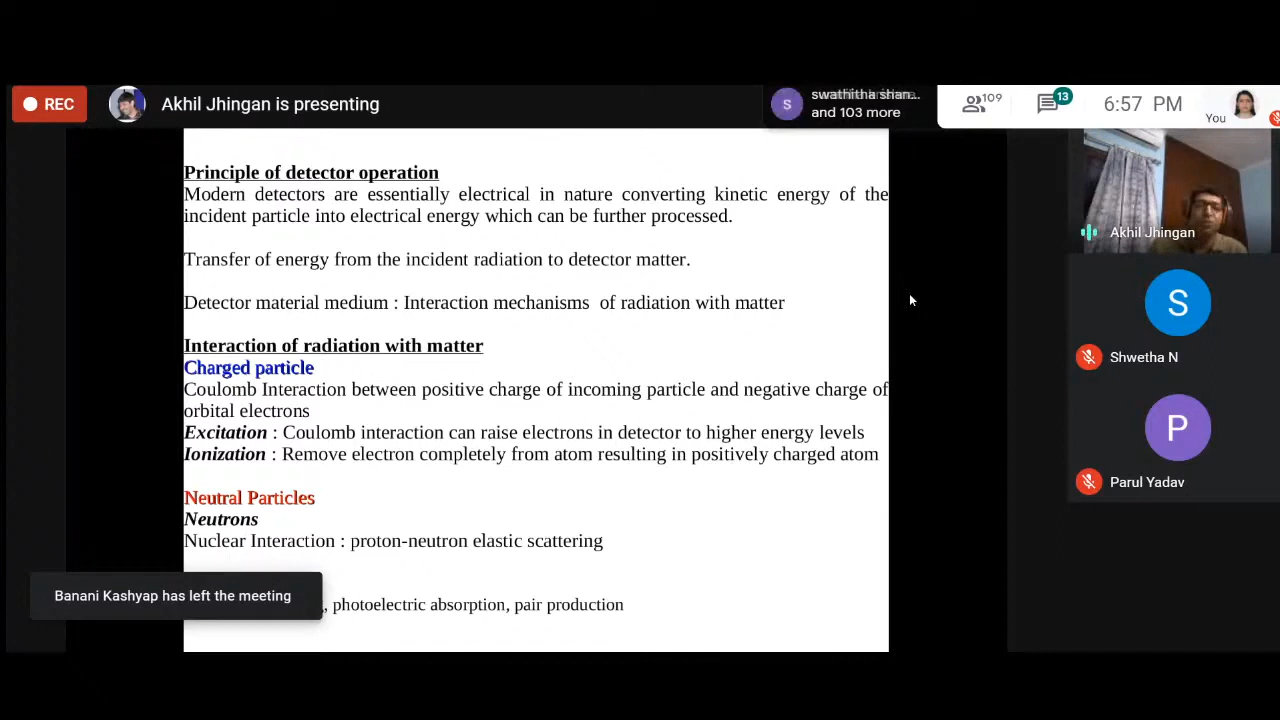 REC
Akhil Jhingan is presenting
S
and 103 more
109
13
6:57 PM
You
Principle of detector operation
Modern detectors are essentially electrical in nature converting kinetic energy of the
incident particle into electrical energy which can be further processed.
Transfer of energy from the incident radiation to detector matter.
Detector material medium : Interaction mechanisms of radiation with matter
Interaction of radiation with matter
Charged particle
Coulomb Interaction between positive charge of incoming particle and negative charge of
orbital electrons
Excitation : Coulomb interaction can raise electrons in detector to higher energy levels
Ionization : Remove electron completely from atom resulting in positively charged atom
Neutral Particles
Neutrons
Nuclear Interaction : proton-neutron elastic scattering
, photoelectric absorption, pair production
Banani Kashyap has left the meeting
Akhil Jhingan
S
Shwetha N
P
Parul Yadav